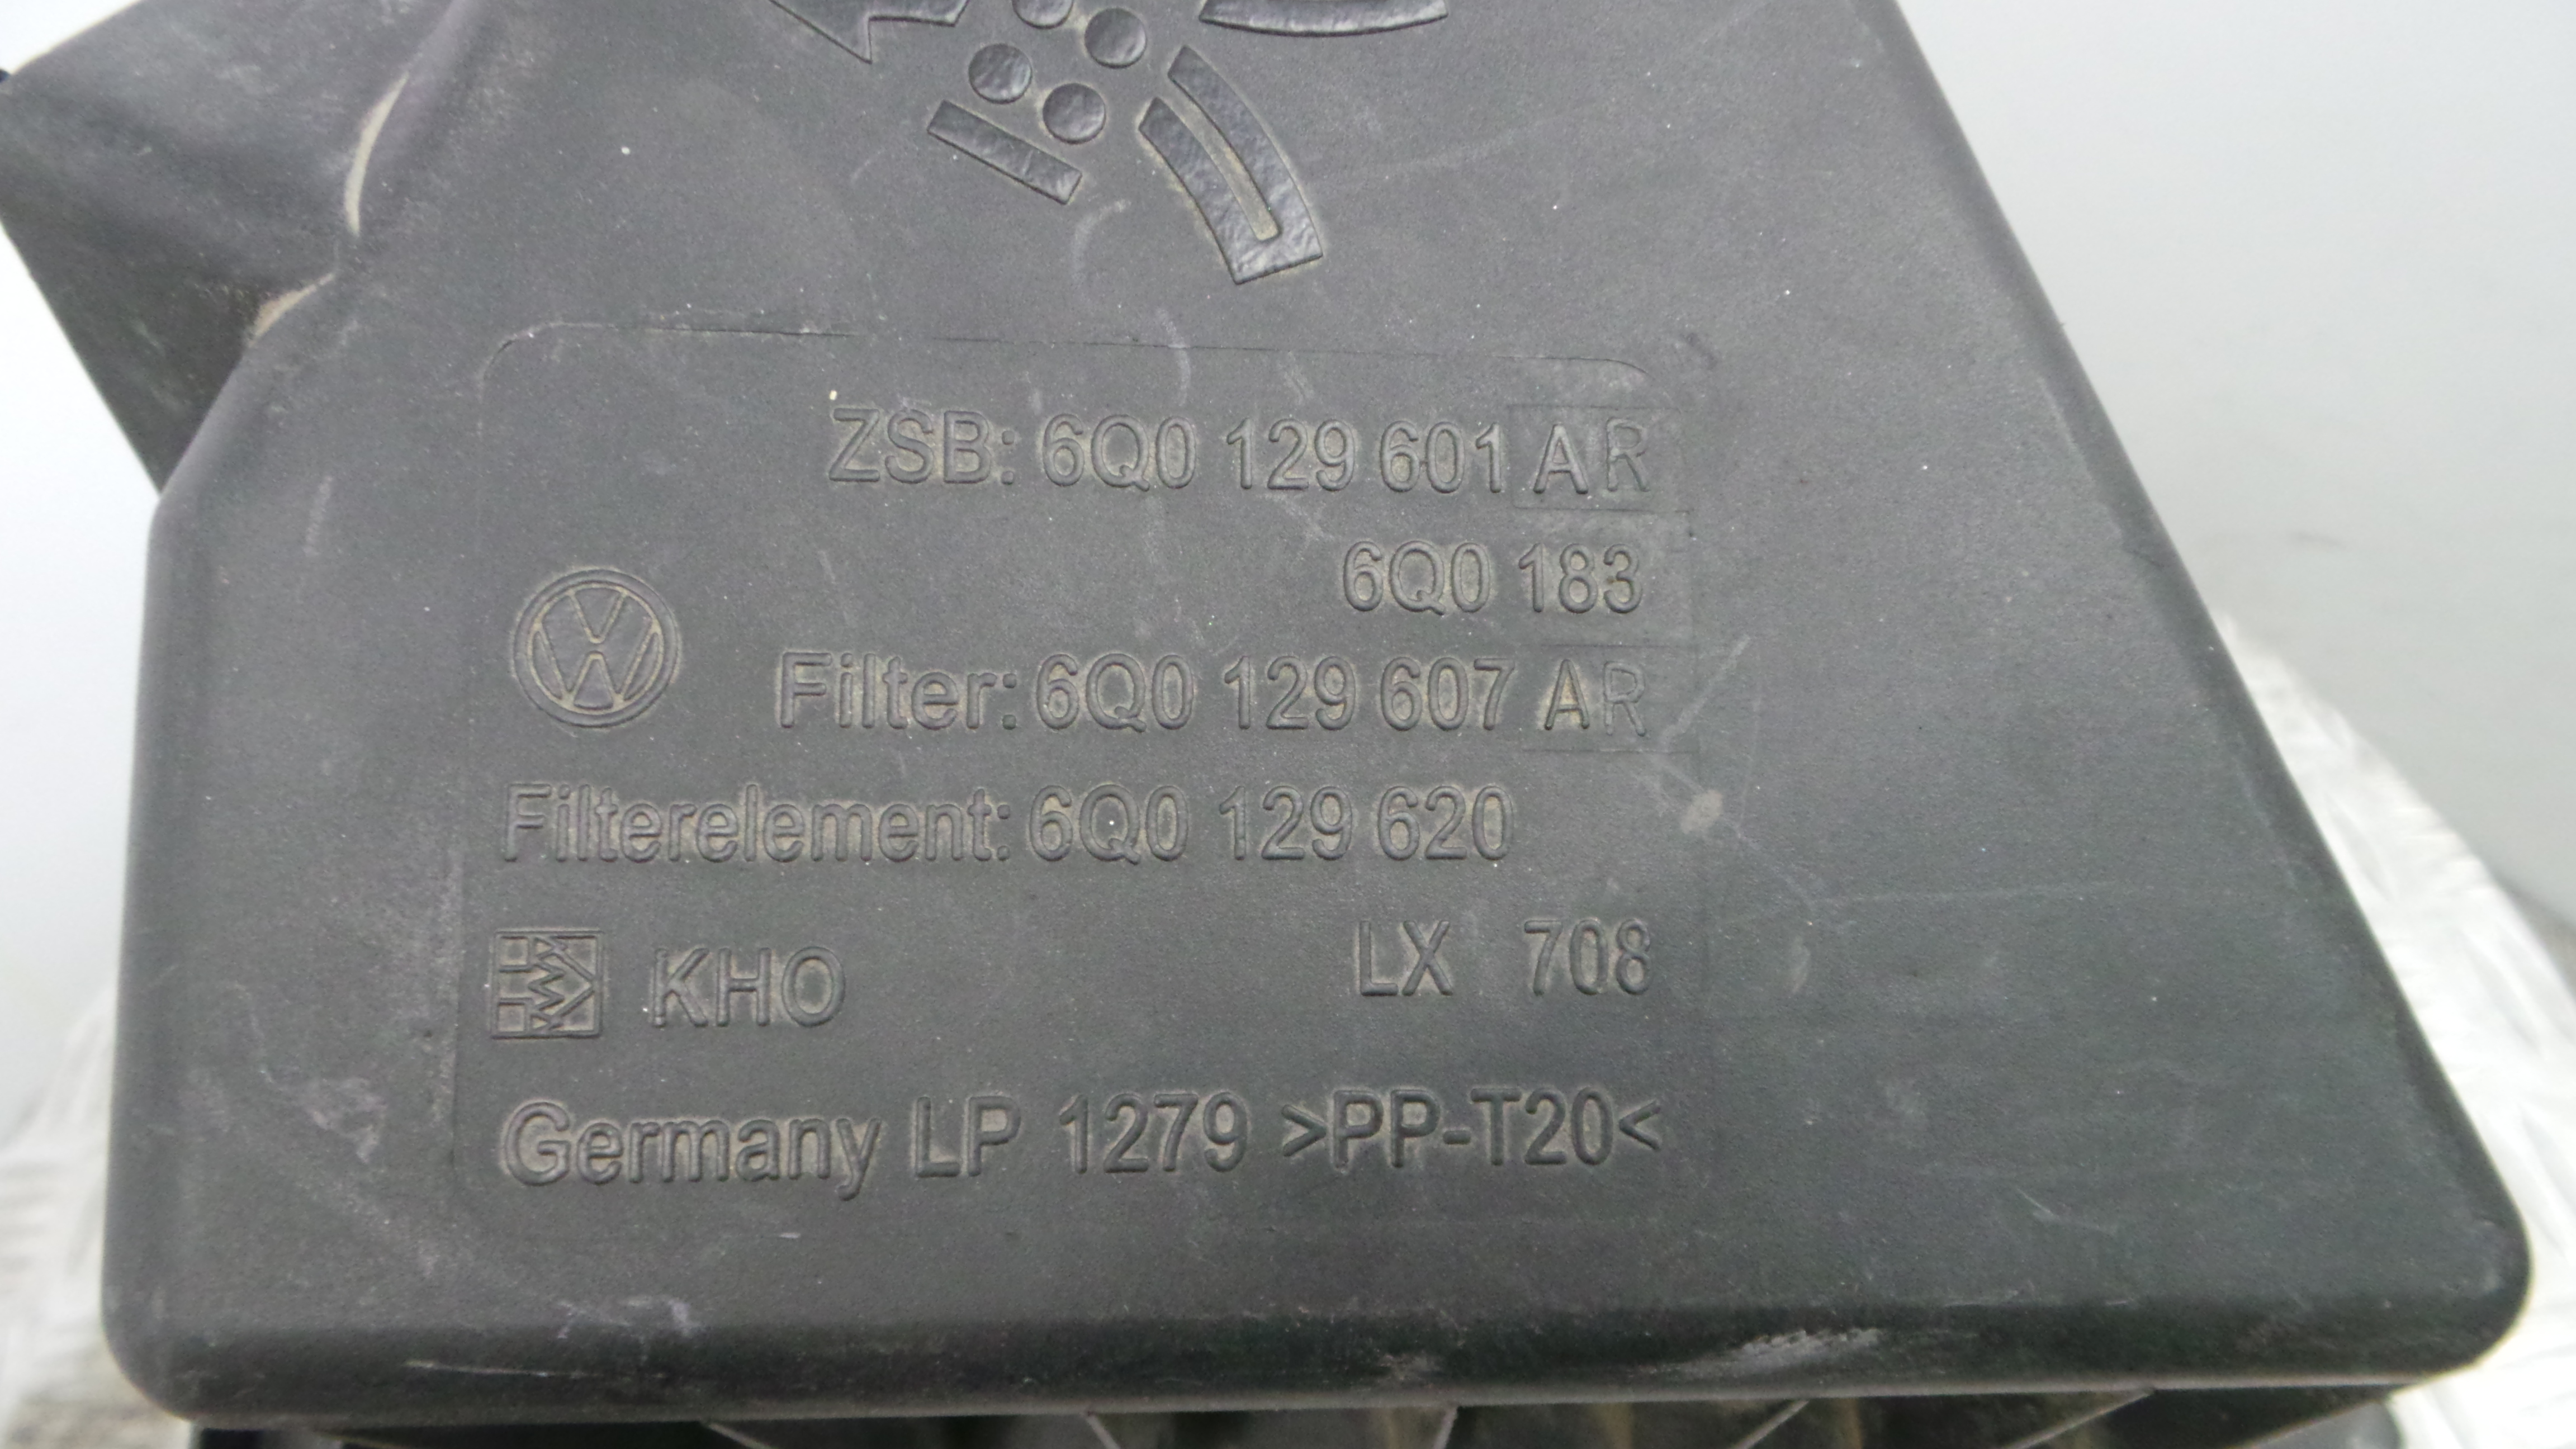 ZSB: 6Q0 129 601 AR
6Q0 183
Filter: 6Q0 129 607 AR
Filterelement: 6Q0 129 620
KHO LX 708
Germany LP 1279 >PP-T20<